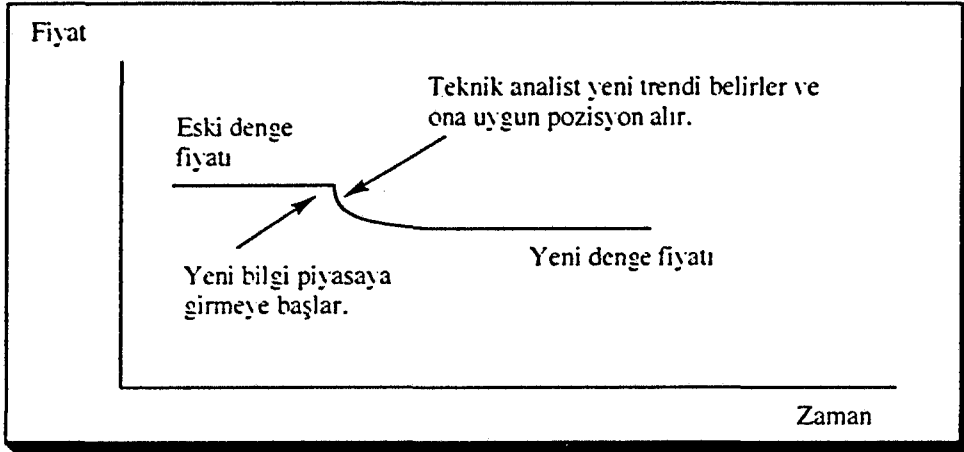 Fiyat
Teknik analist yeni trendi belirler ve
ona uygun pozisyon alır.
Eski denge
fiyatı
Yeni denge fiyatı
Yeni bilgi piyasaya
girmeye başlar.
Zaman